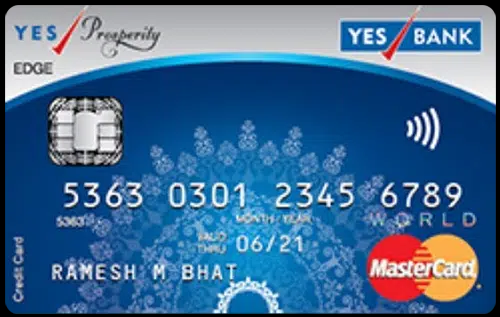 YES Prosperity
EDGE
YES BANK
5363 0301 2345 6789
5363
MONTH YEAR
WORLD
VALID THRU 06/21
RAMESH M BHAT
MasterCard
Credit Card